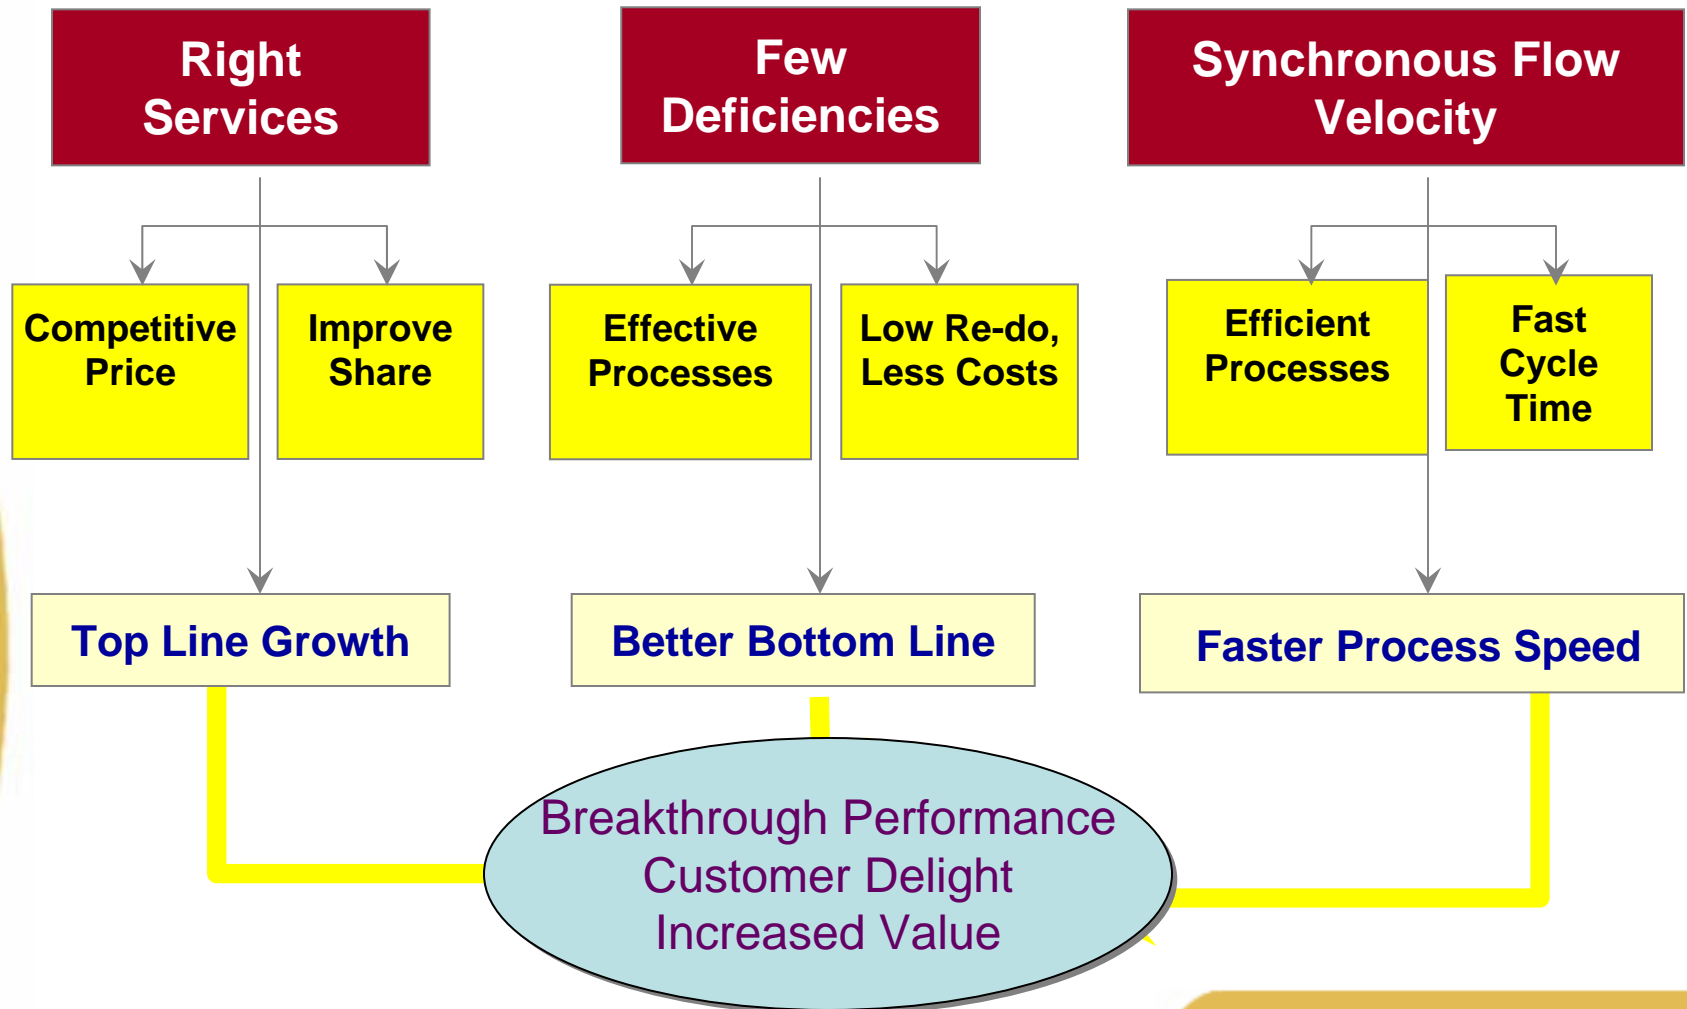 Right
Services
Few
Deficiencies
Synchronous Flow
Velocity
Competitive
Price
Improve
Share
Effective
Processes
Low Re-do,
Less Costs
Efficient
Processes
Fast
Cycle
Time
Top Line Growth
Better Bottom Line
Faster Process Speed
Breakthrough Performance
Customer Delight
Increased Value